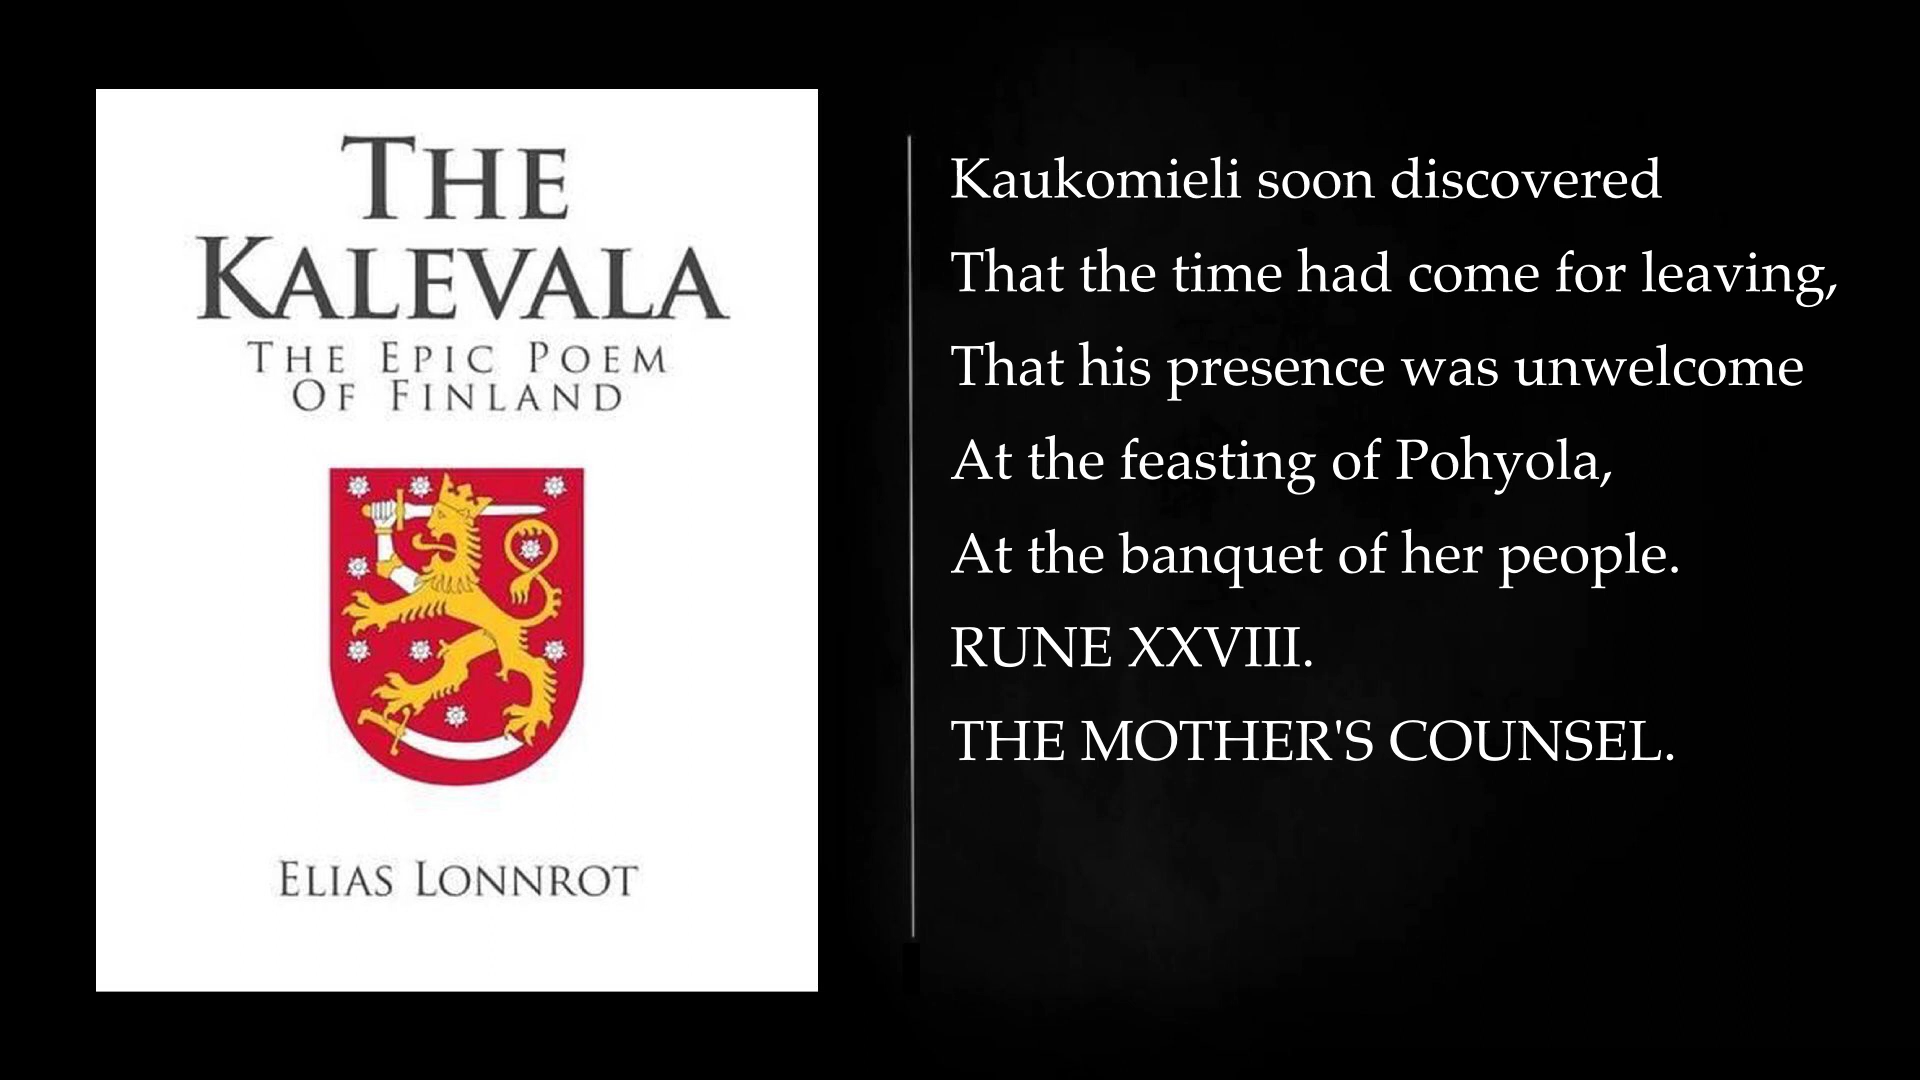 THE
KALEVALA
THE EPIC POEM
OF FINLAND
ELIAS LONNROT
Kaukomieli soon discovered
That the time had come for leaving,
That his presence was unwelcome
At the feasting of Pohyola,
At the banquet of her people.
RUNE XXVIII.
THE MOTHER'S COUNSEL.